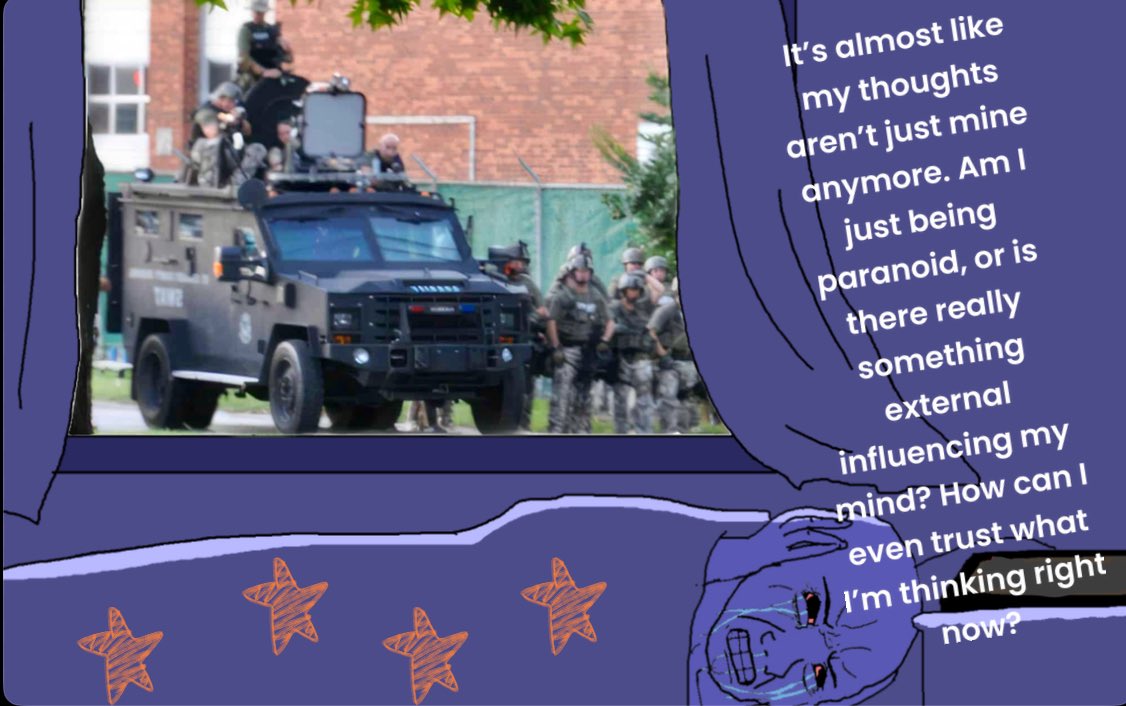 It’s almost like
my thoughts
aren’t just mine
anymore. Am I
just being
paranoid, or is
there really
something
external
influencing my
mind? How can I
even trust what
I’m thinking right
now?